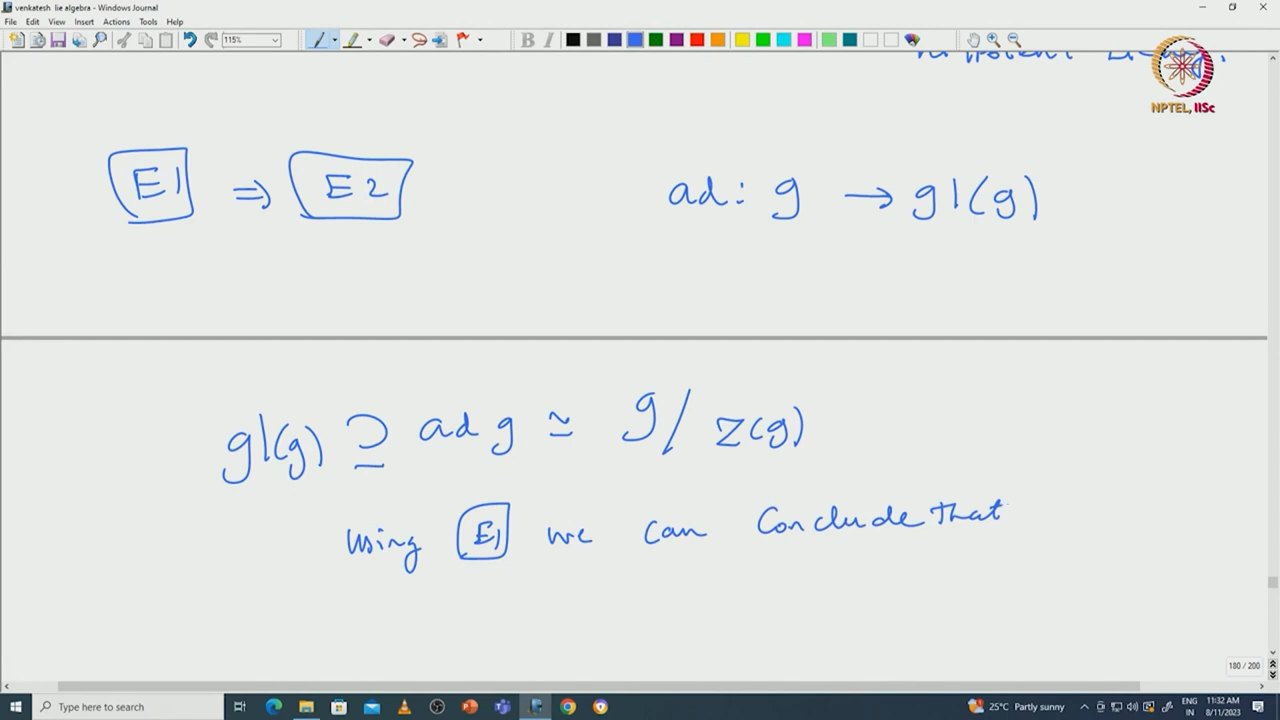 venkatesh lie algebra - Windows Journal
File Edit View Insert Actions Tools Help
115%
B I
NPTEL, IISc
E1 ⇒ E2 ad: g → gl(g)
gl(g) ⊇ ad g ≃ g/z(g)
using E1 we can conclude that
180 / 200
Type here to search
25°C Partly sunny
ENG
IN
11:32 AM
8/11/2023